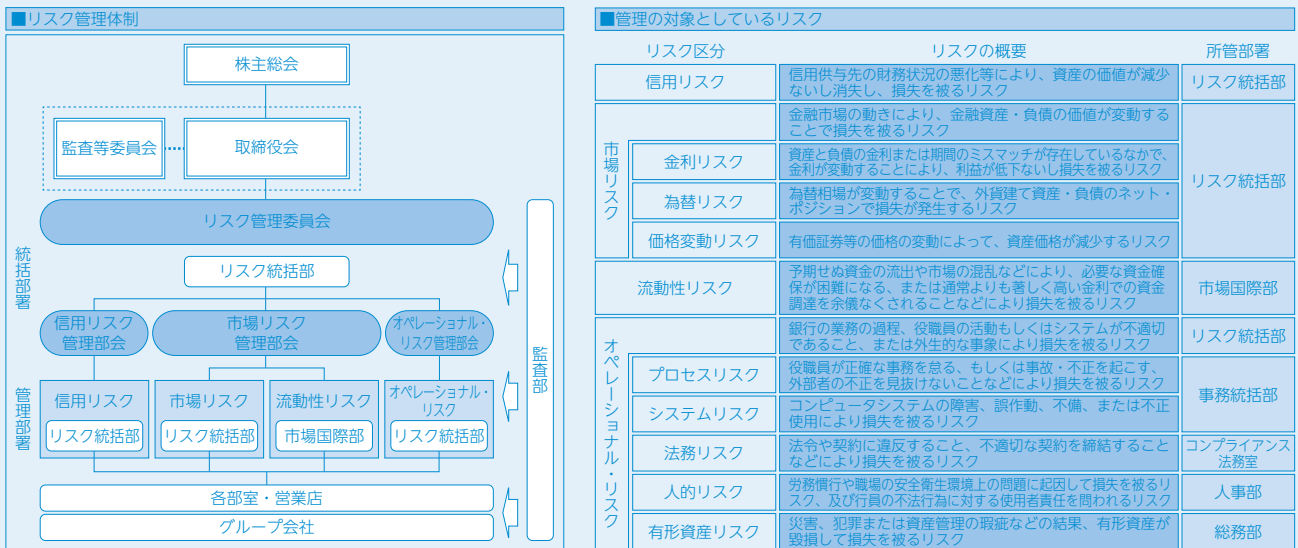 ■リスク管理体制
株主総会
監査等委員会
取締役会
リスク管理委員会
統括部署
リスク統括部
信用リスク
管理部会
市場リスク
管理部会
オペレーショナル・
リスク管理部会
監査部
管理部署
信用リスク
リスク統括部
市場リスク
リスク統括部
流動性リスク
市場国際部
オペレーショナル・
リスク
リスク統括部
各部室・営業店
グループ会社
■管理の対象としているリスク
リスク区分
リスクの概要
所管部署
信用リスク
信用供与先の財務状況の悪化等により、資産の価値が減少
ないし消失し、損失を被るリスク
リスク統括部
市場リスク
金融市場の動きにより、金融資産・負債の価値が変動する
ことで損失を被るリスク
リスク統括部
金利リスク
資産と負債の金利または期間のミスマッチが存在しているなかで、
金利が変動することにより、利益が低下ないし損失を被るリスク
為替リスク
為替相場が変動することで、外貨建て資産・負債のネット・
ポジションで損失が発生するリスク
価格変動リスク
有価証券等の価格の変動によって、資産価格が減少するリスク
流動性リスク
予期せぬ資金の流出や市場の混乱などにより、必要な資金確
保が困難になる、または通常よりも著しく高い金利での資金
調達を余儀なくされることなどにより損失を被るリスク
市場国際部
オペレーショナル・リスク
銀行の業務の過程、役職員の活動もしくはシステムが不適切
であること、または外生的な事象により損失を被るリスク
リスク統括部
プロセスリスク
役職員が正確な事務を怠る、もしくは事故・不正を起こす、
外部者の不正を見抜けないことなどにより損失を被るリスク
事務統括部
システムリスク
コンピュータシステムの障害、誤作動、不備、または不正
使用により損失を被るリスク
法務リスク
法令や契約に違反すること、不適切な契約を締結すること
などにより損失を被るリスク
コンプライアンス
法務室
人的リスク
労務慣行や職場の安全衛生環境上の問題に起因して損失を被るリ
スク、及び行員の不法行為に対する使用者責任を問われるリスク
人事部
有形資産リスク
災害、犯罪または資産管理の瑕疵などの結果、有形資産が
毀損して損失を被るリスク
総務部